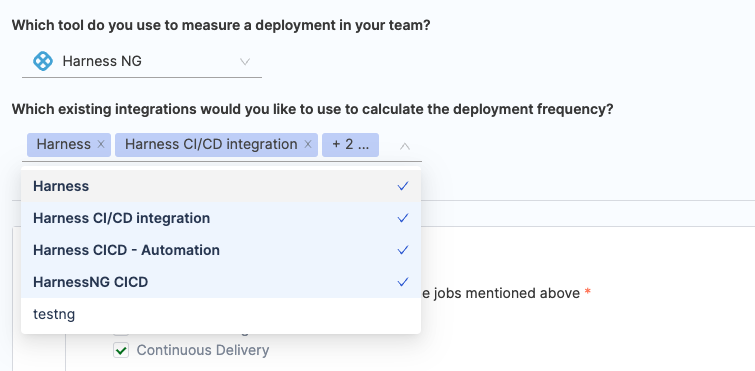 Which tool do you use to measure a deployment in your team?
Harness NG
Which existing integrations would you like to use to calculate the deployment frequency?
Harness × Harness CI/CD integration × + 2 ...
Harness
Harness CI/CD integration
Harness CICD - Automation
HarnessNG CICD
e jobs mentioned above *
testng
Continuous Delivery